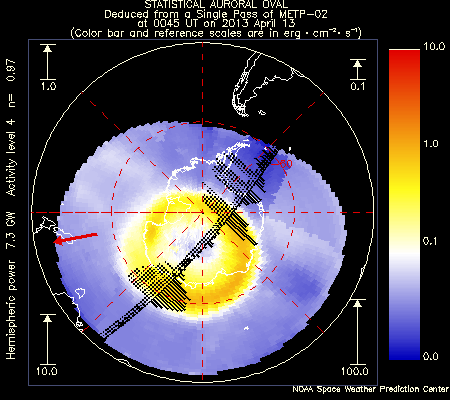 STATISTICAL AURORAL OVAL
Deduced from a Single Pass of METP-02
at 0045 UT on 2013 April 13
(Color bar and reference scales are in erg·cm⁻²·s⁻¹)
Hemispheric power 7.3 GW Activity level 4 n= 0.97
1.0
0.1
10.0
100.0
10.0
1.0
0.1
0.0
NOAA Space Weather Prediction Center